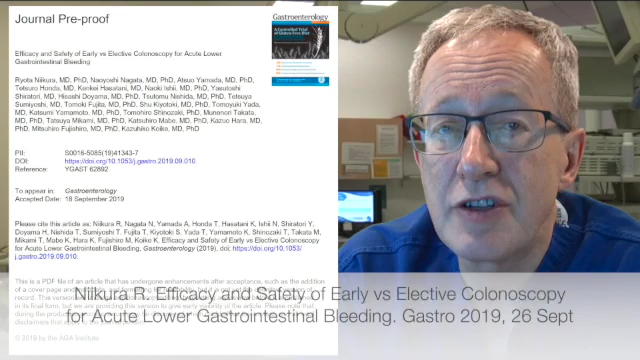 Journal Pre-proof
Gastroenterology
Efficacy and Safety of Early vs Elective Colonoscopy for Acute Lower
Gastrointestinal Bleeding
Ryota Niikura, MD, PhD, Naoyoshi Nagata, MD, PhD, Atsuo Yamada, MD, PhD,
Tetsuro Honda, MD, Kenkei Hasatani, MD, Naoki Ishii, MD, PhD, Yasutoshi
Shiratori, MD, Hisashi Doyama, MD, PhD, Tsutomu Nishida, MD, PhD, Tetsuya
Sumiyoshi, MD, Tomoki Fujita, MD, Shu Kiyotoki, MD, PhD, Tomoyuki Yada,
MD, Katsumi Yamamoto, MD, PhD, Tomohiro Shinozaki, PhD, Munenori Takata,
MD, PhD, Tatsuya Mikami, MD, PhD, Katsuhiro Mabe, MD, PhD, Kazuo Hara, MD,
PhD, Mitsuhiro Fujishiro, MD, PhD, Kazuhiko Koike, MD, PhD
PII: S0016-5085(19)41343-7
DOI: https://doi.org/10.1053/j.gastro.2019.09.010
Reference: YGAST 62892
To appear in: Gastroenterology
Accepted Date: 18 September 2019
Please cite this article as: Niikura R, Nagata N, Yamada A, Honda T, Hasatani K, Ishii N, Shiratori Y,
Doyama H, Nishida T, Sumiyoshi T, Fujita T, Kiyotoki S, Yada T, Yamamoto K, Shinozaki T, Takata M,
Mikami T, Mabe K, Hara K, Fujishiro M, Koike K, Efficacy and Safety of Early vs Elective Colonoscopy
for Acute Lower Gastrointestinal Bleeding, Gastroenterology (2019), doi: https://doi.org/10.1053/
j.gastro.2019.09.010.
This is a PDF file of an article that has undergone enhancements after acceptance, such as the addition
Niikura R. Efficacy and Safety of Early vs Elective Colonoscopy
for Acute Lower Gastrointestinal Bleeding. Gastro 2019, 26 Sept
© 2019 by the AGA Institute